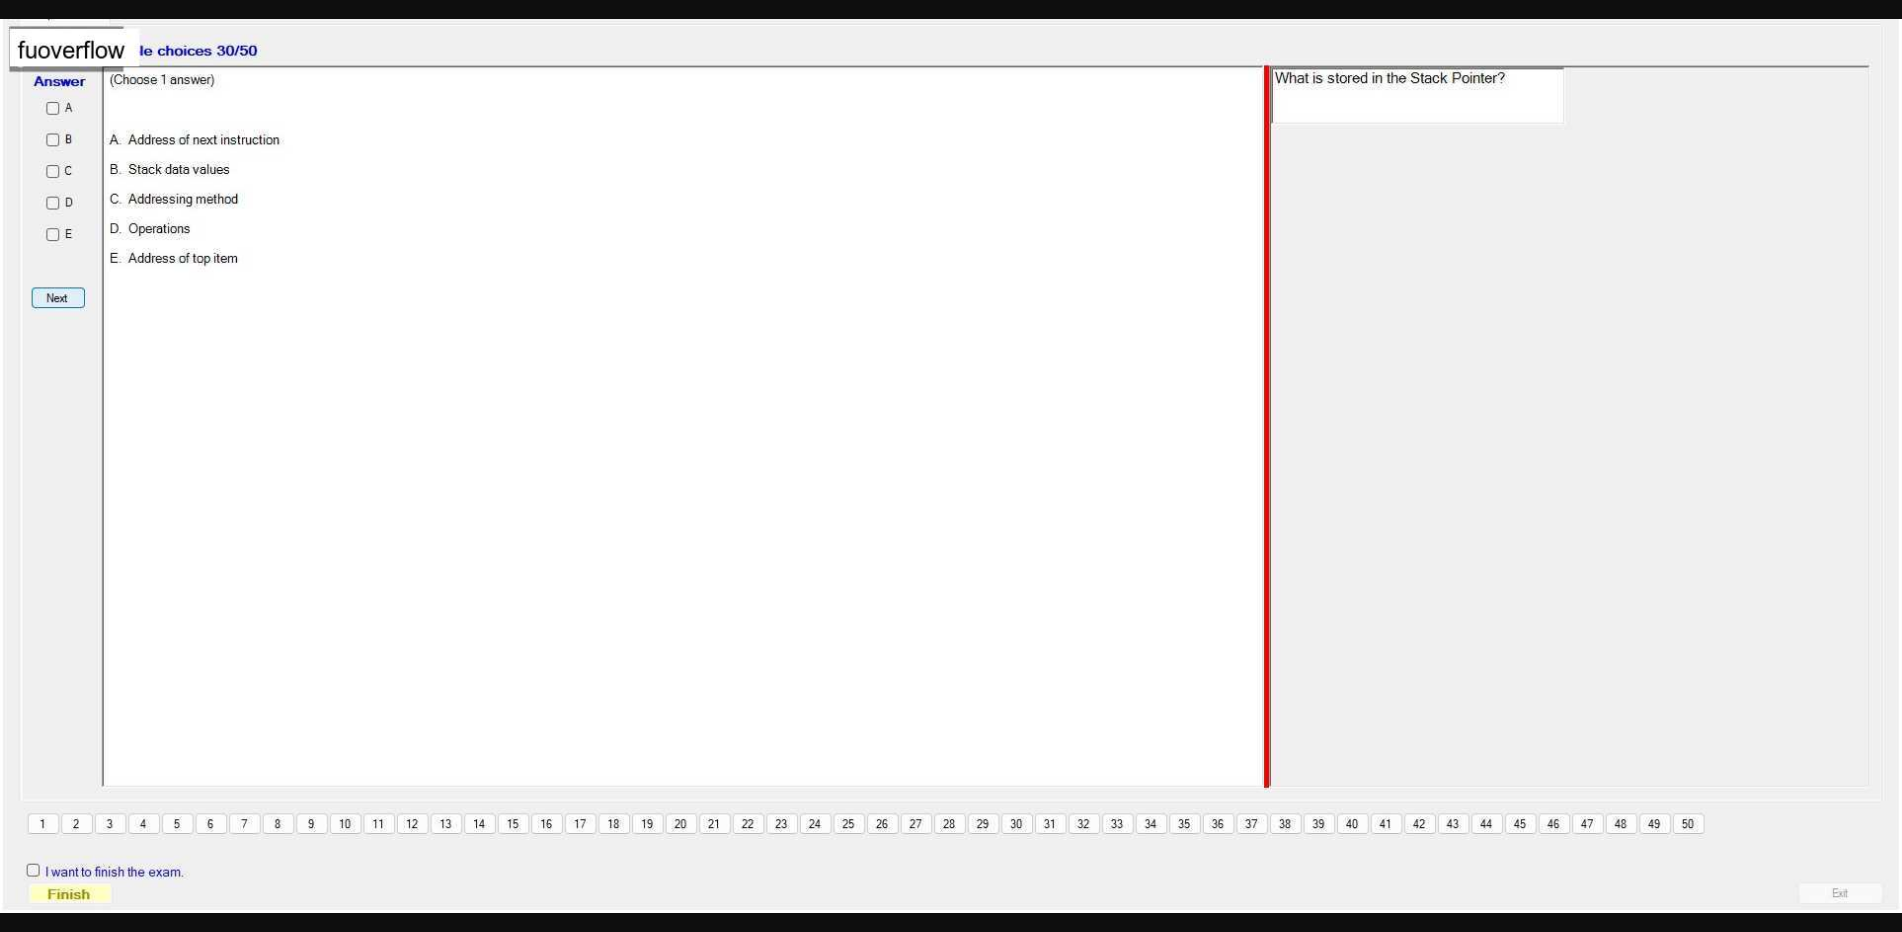 fuoverflow
le choices 30/50
Answer
(Choose 1 answer)
What is stored in the Stack Pointer?
A
B
C
D
E
A. Address of next instruction
B. Stack data values
C. Addressing method
D. Operations
E. Address of top item
Next
1 2 3 4 5 6 7 8 9 10 11 12 13 14 15 16 17 18 19 20 21 22 23 24 25 26 27 28 29 30 31 32 33 34 35 36 37 38 39 40 41 42 43 44 45 46 47 48 49 50
I want to finish the exam.
Finish
Exit